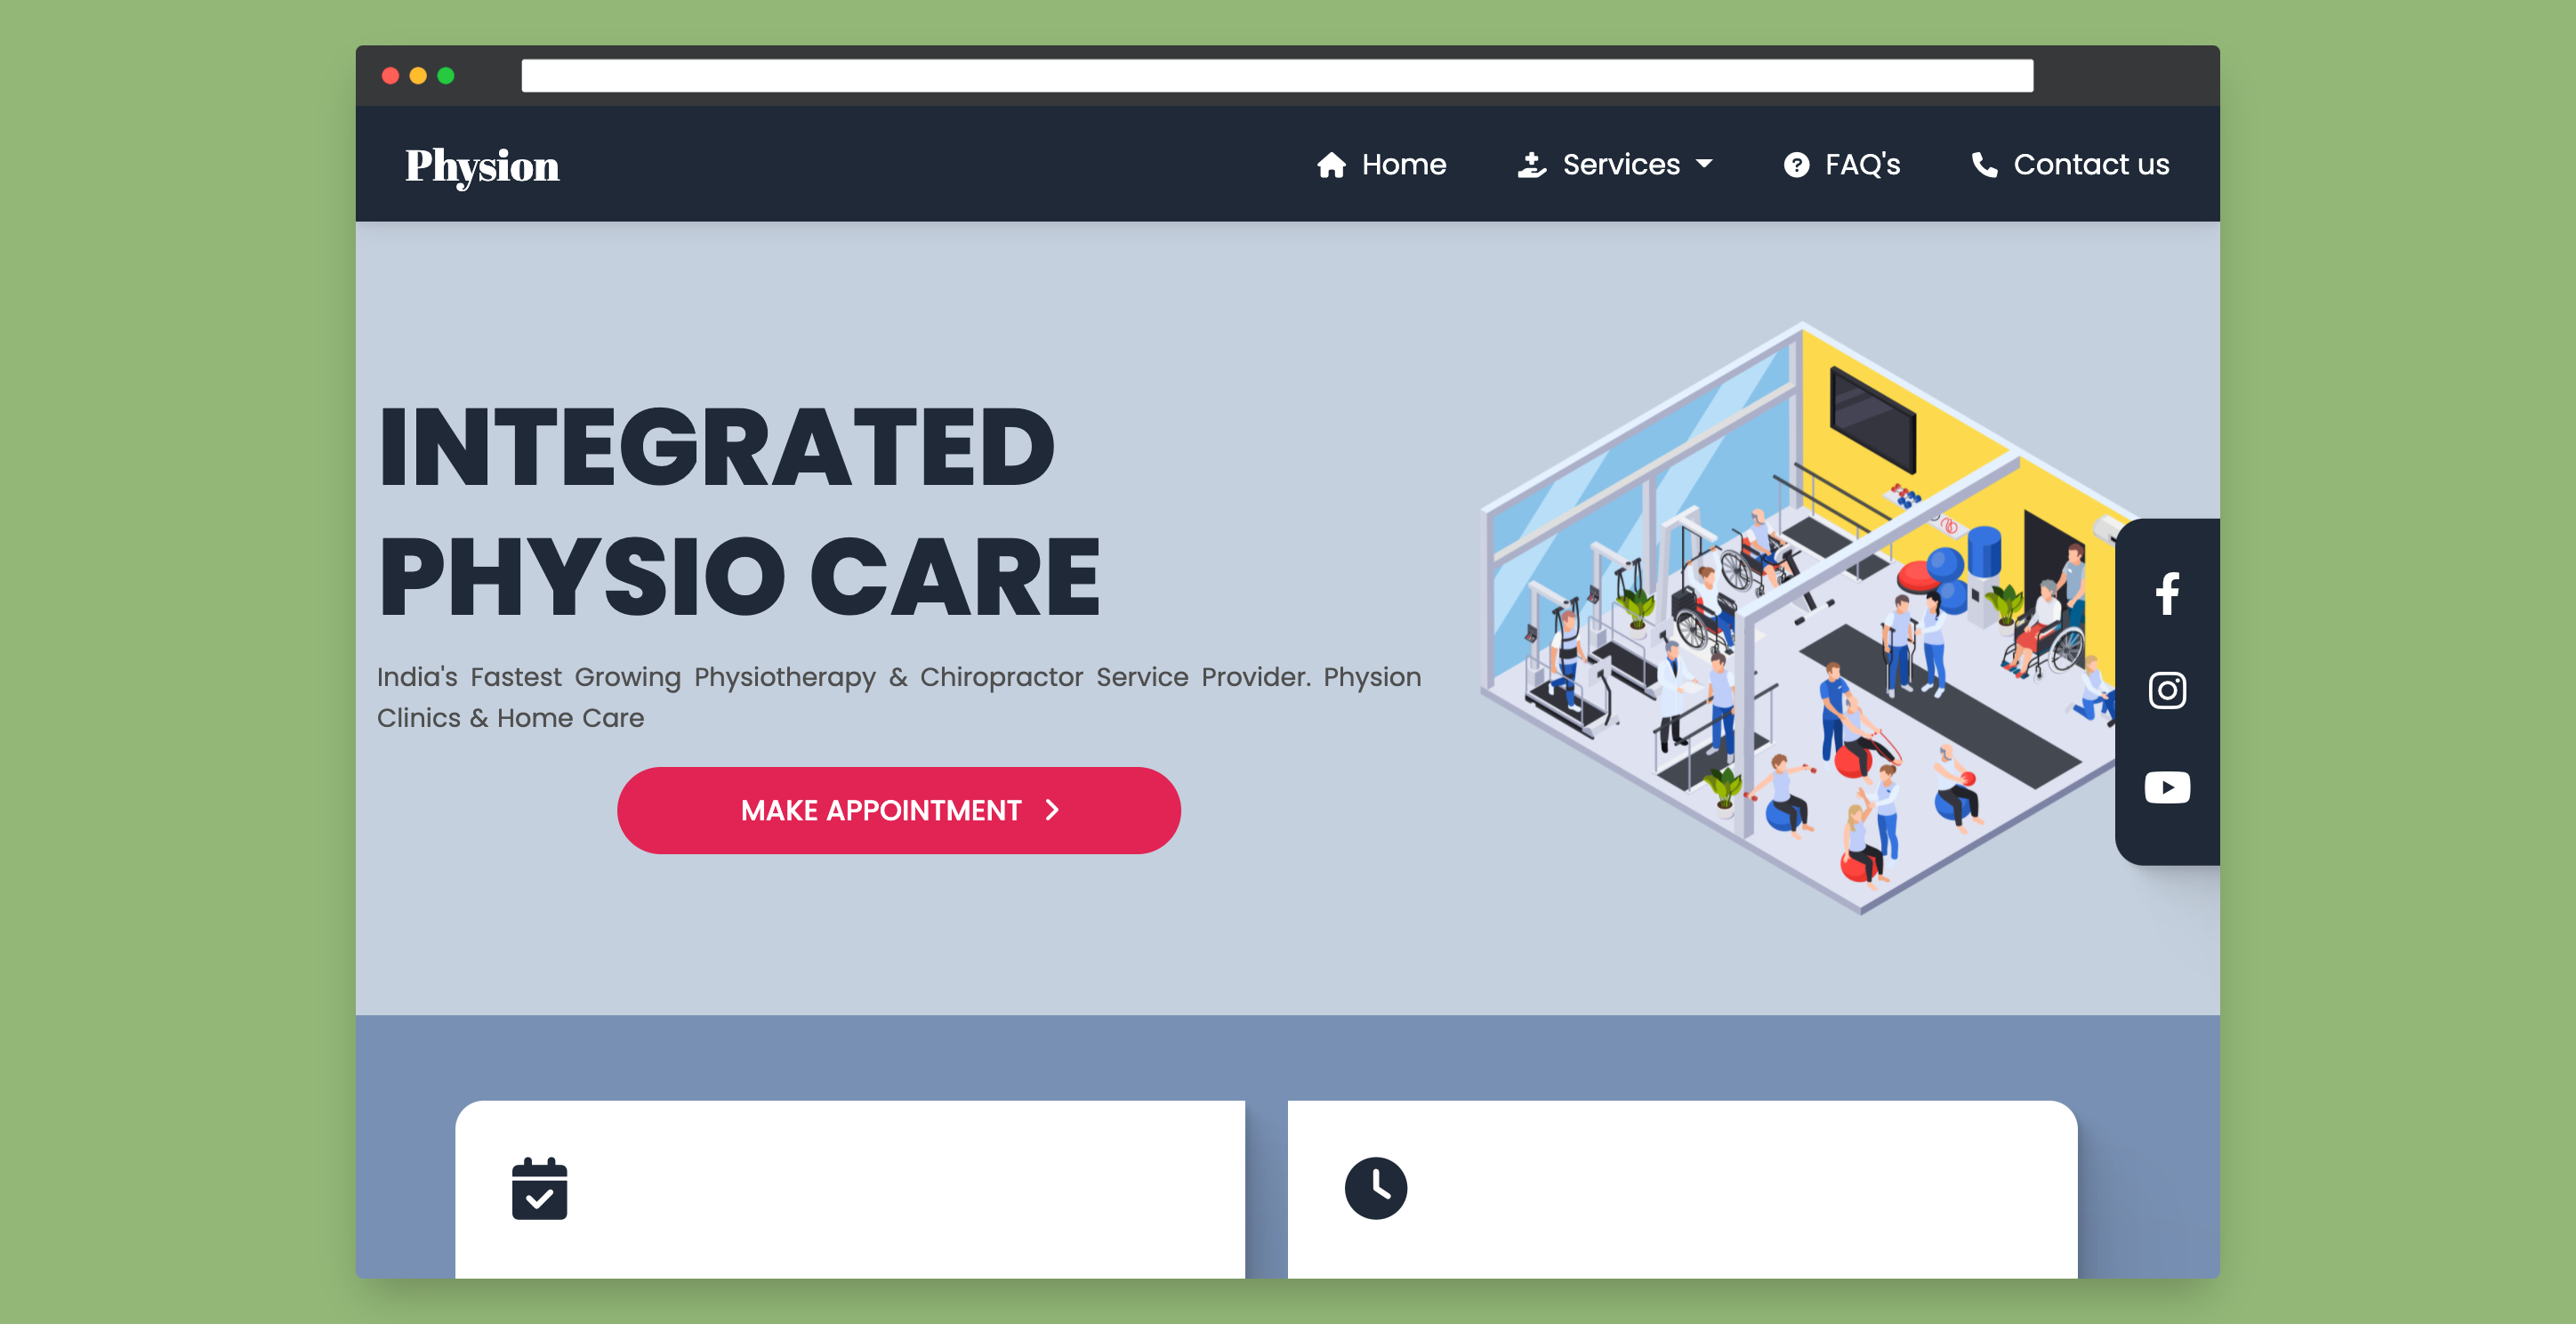 Physion
Home
Services
FAQ's
Contact us
INTEGRATED
PHYSIO CARE
India's Fastest Growing Physiotherapy & Chiropractor Service Provider. Physion
Clinics & Home Care
MAKE APPOINTMENT